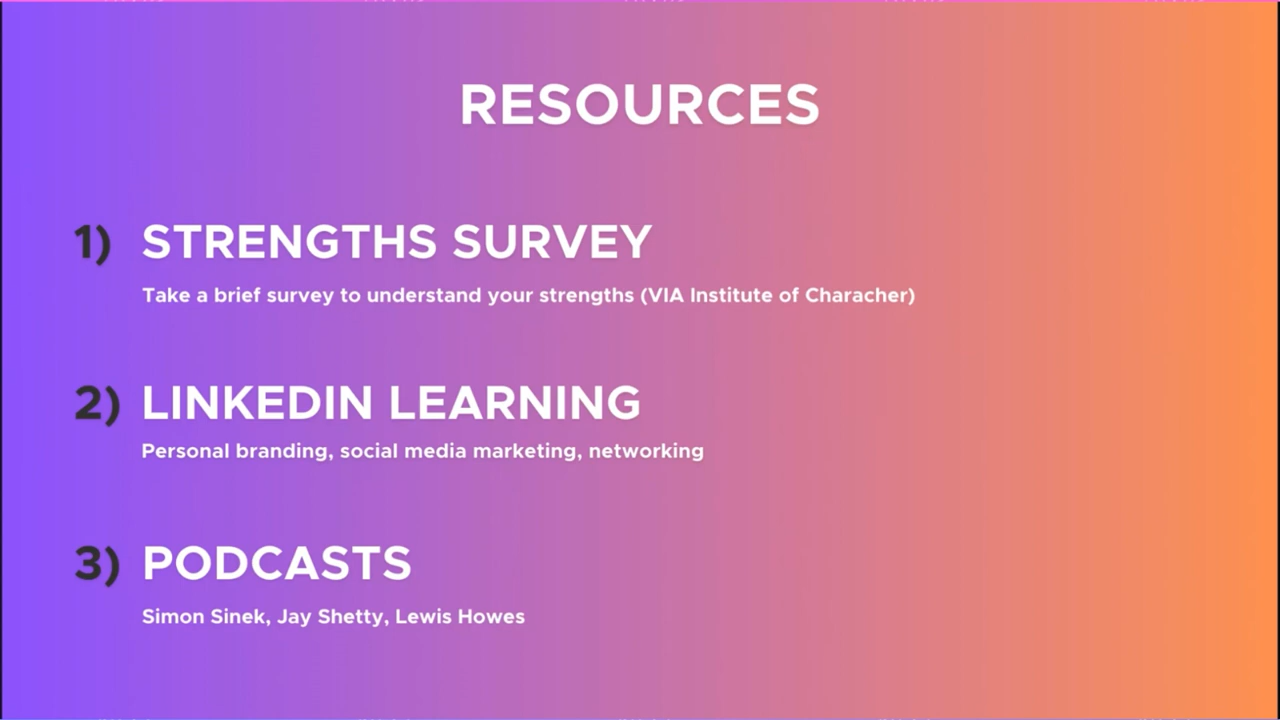 RESOURCES
1) STRENGTHS SURVEY
Take a brief survey to understand your strengths (VIA Institute of Characher)
2) LINKEDIN LEARNING
Personal branding, social media marketing, networking
3) PODCASTS
Simon Sinek, Jay Shetty, Lewis Howes